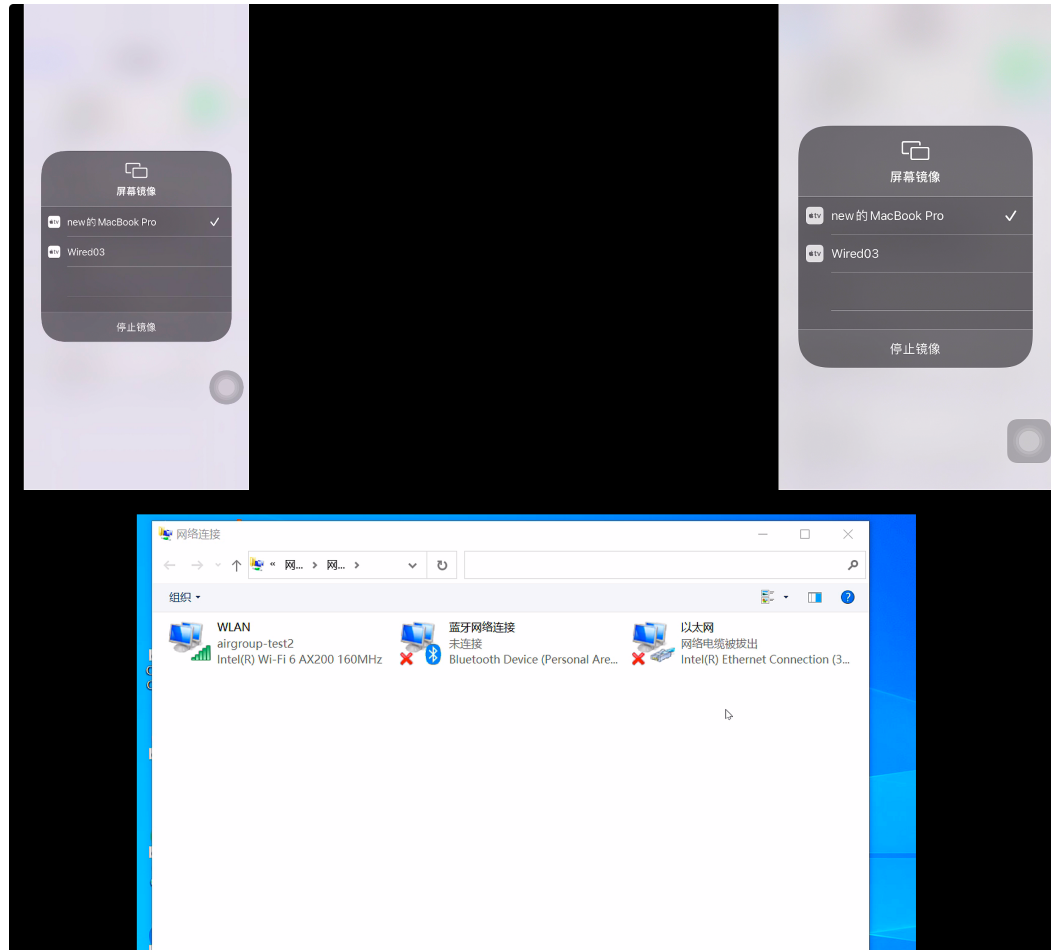 屏幕镜像
new的MacBook Pro
tv
Wired03
tv
停止镜像
屏幕镜像
new的MacBook Pro
tv
Wired03
tv
停止镜像
网络连接
« 网... › 网... ›
组织
WLAN
airgroup-test2
Intel(R) Wi-Fi 6 AX200 160MHz
蓝牙网络连接
未连接
Bluetooth Device (Personal Are...
以太网
网络电缆被拔出
Intel(R) Ethernet Connection (3...